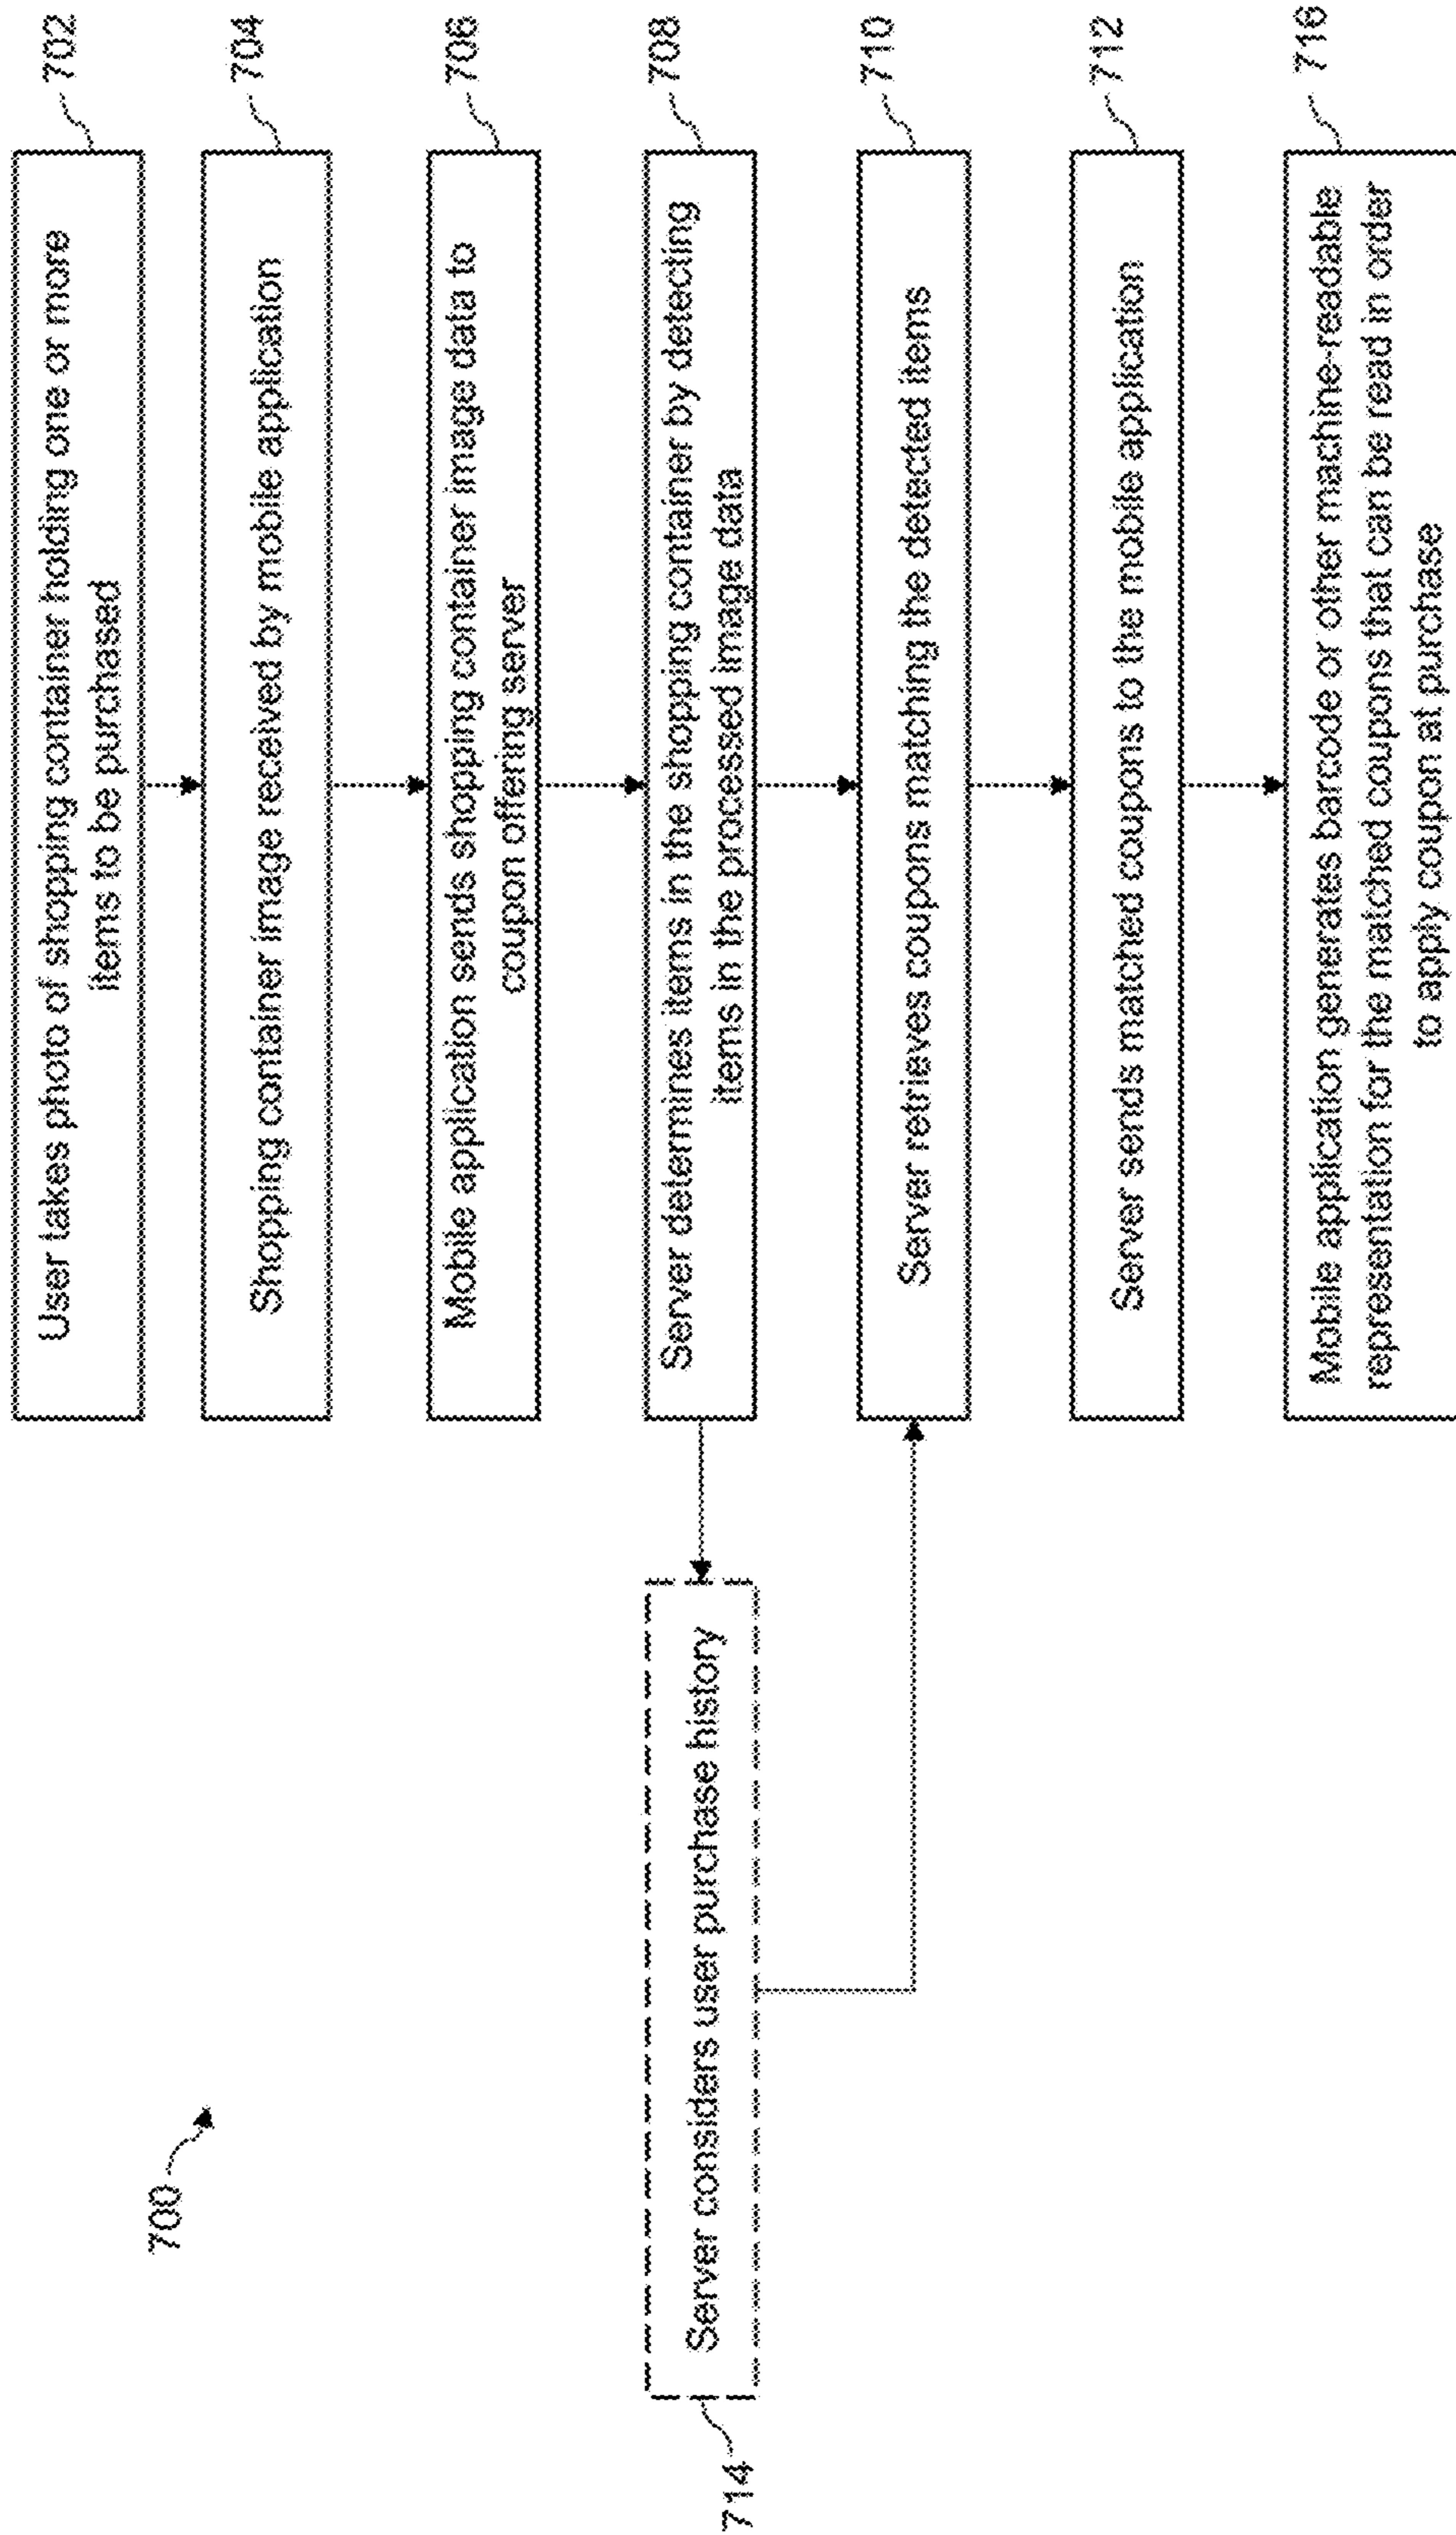 700
User takes photo of shopping container holding one or more
items to be purchased
702
Shopping container image received by mobile application
704
Mobile application sends shopping container image data to
coupon offering server
706
Server determines items in the shopping container by detecting
items in the processed image data
708
Server considers user purchase history
714
Server retrieves coupons matching the detected items
710
Server sends matched coupons to the mobile application
712
Mobile application generates barcode or other machine-readable
representation for the matched coupons that can be read in order
to apply coupon at purchase
716